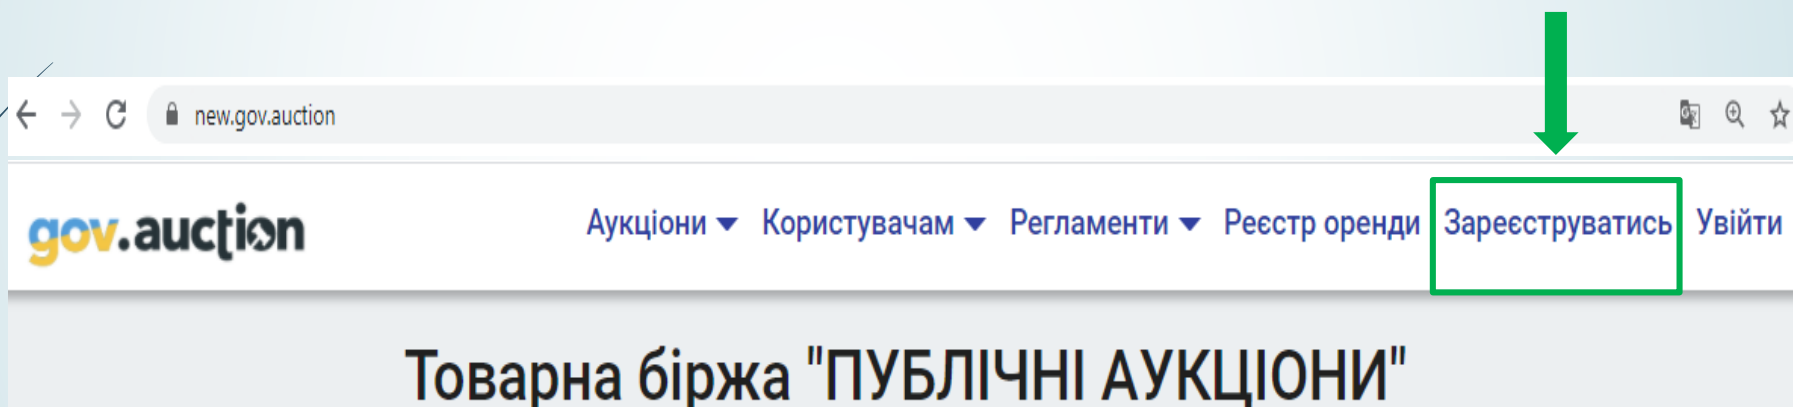 new.gov.auction
gov.auction Аукціони Користувачам Регламенти Реєстр оренди Зареєструватись Увійти
Товарна біржа "ПУБЛІЧНІ АУКЦІОНИ"